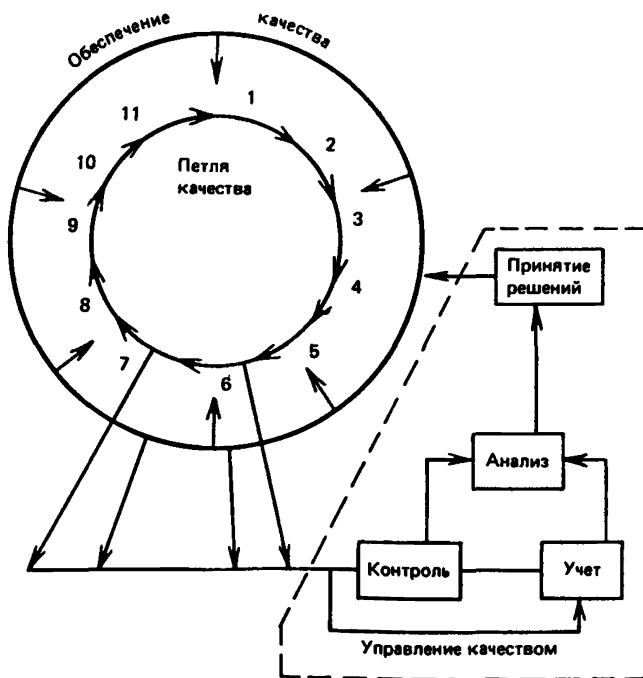 Обеспечение качества
11
1
10
2
Петля
качества
9
3
8
4
7
6
5
Принятие
решений
Анализ
Контроль
Учет
Управление качеством